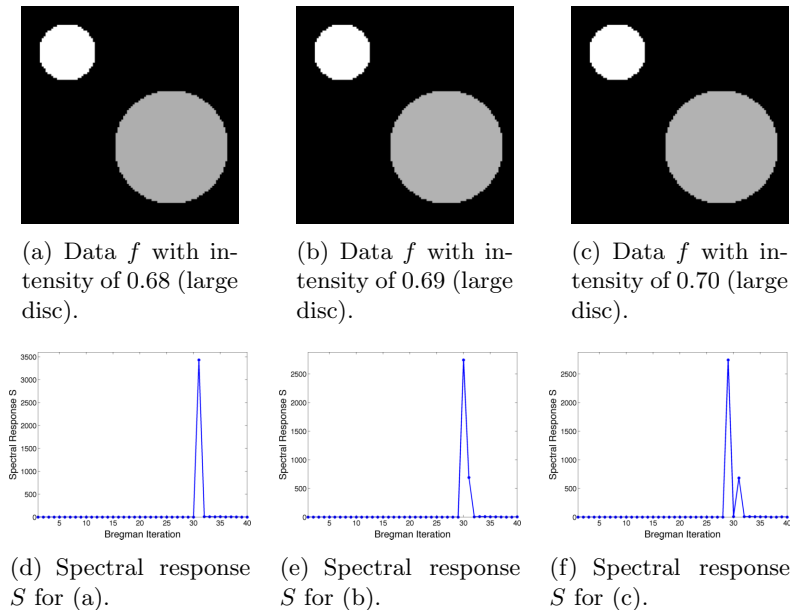 (a) Data f with in-
tensity of 0.68 (large
disc).
(b) Data f with in-
tensity of 0.69 (large
disc).
(c) Data f with in-
tensity of 0.70 (large
disc).
Spectral Response S
3500
3000
2500
2000
1500
1000
500
0
5 10 15 20 25 30 35 40
Bregman Iteration
Spectral Response S
2500
2000
1500
1000
500
0
5 10 15 20 25 30 35 40
Bregman Iteration
Spectral Response S
2500
2000
1500
1000
500
0
5 10 15 20 25 30 35 40
Bregman Iteration
(d) Spectral response
S for (a).
(e) Spectral response
S for (b).
(f) Spectral response
S for (c).